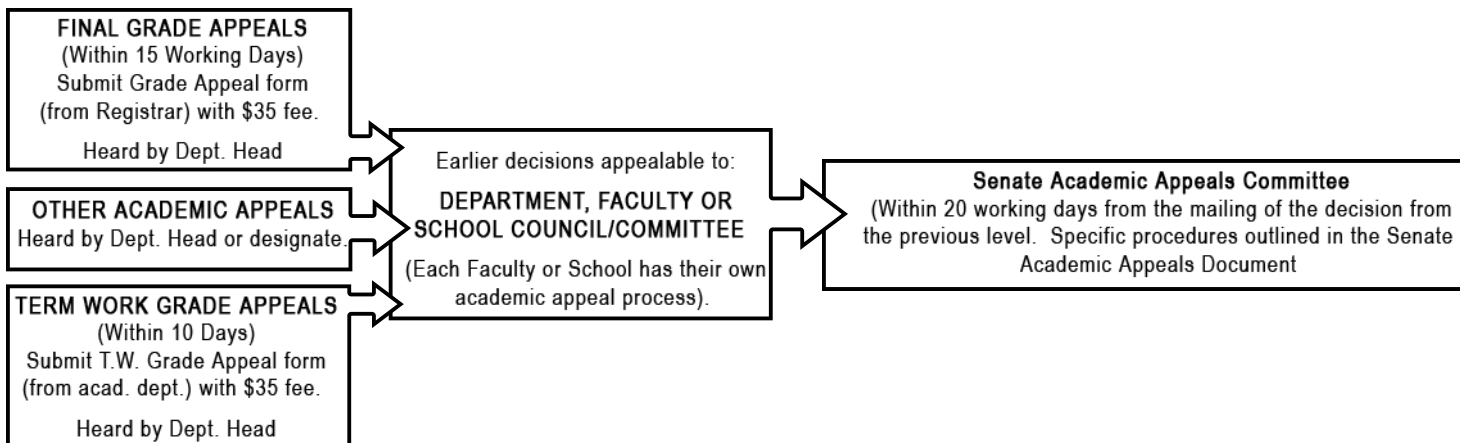 FINAL GRADE APPEALS
(Within 15 Working Days)
Submit Grade Appeal form
(from Registrar) with $35 fee.
Heard by Dept. Head
OTHER ACADEMIC APPEALS
Heard by Dept. Head or designate.
TERM WORK GRADE APPEALS
(Within 10 Days)
Submit T.W. Grade Appeal form
(from acad. dept.) with $35 fee.
Heard by Dept. Head
Earlier decisions appealable to:
DEPARTMENT, FACULTY OR
SCHOOL COUNCIL/COMMITTEE
(Each Faculty or School has their own
academic appeal process).
Senate Academic Appeals Committee
(Within 20 working days from the mailing of the decision from
the previous level. Specific procedures outlined in the Senate
Academic Appeals Document